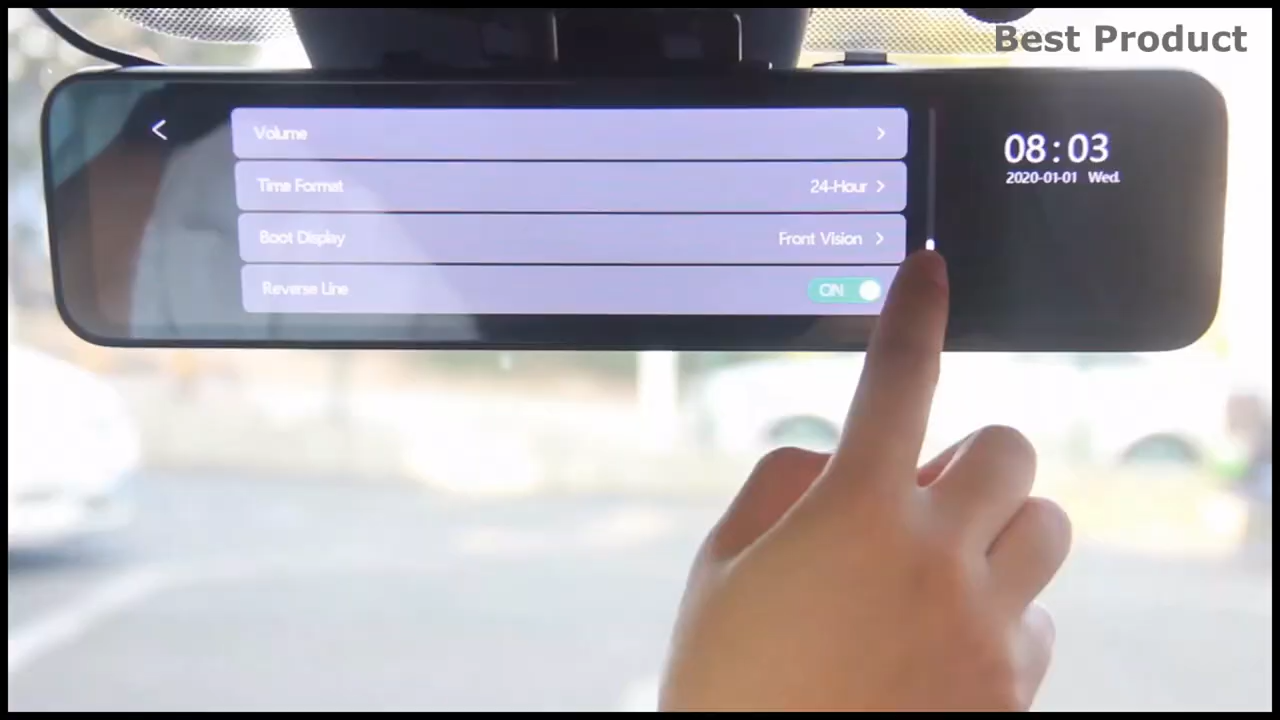 Best Product
Volume
Time Format 24-Hour
Boot Display Front Vision
Reverse Line ON
08:03
2020-01-01 Wed.